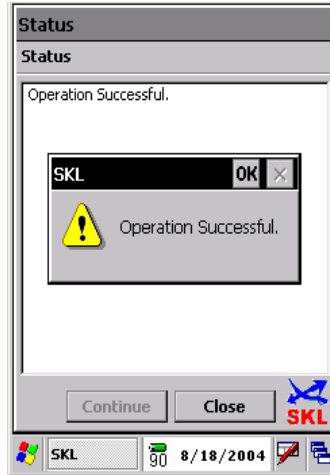 Status
Status
Operation Successful.
SKL OK
Operation Successful.
Continue Close
SKL
SKL 90 8/18/2004